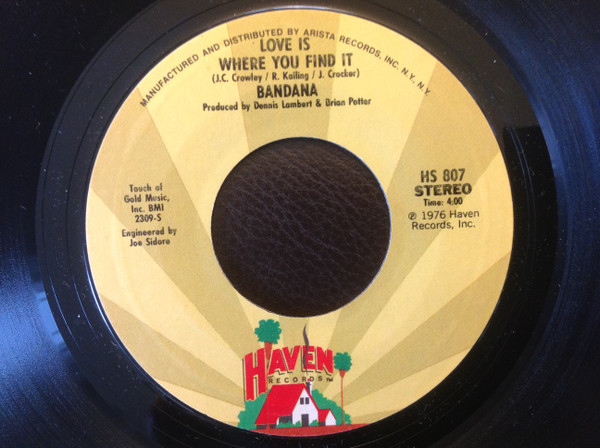 MANUFACTURED AND DISTRIBUTED BY ARISTA RECORDS, INC. N.Y., N.Y.
LOVE IS
WHERE YOU FIND IT
(J.C. Crowley / R. Kailing / J. Crocker)
BANDANA
Produced by Dennis Lambert & Brian Potter
Touch of
Gold Music,
Inc. BMI
2309-S
Engineered by
Joe Sidore
HS 807
STEREO
Time: 4:00
℗ 1976 Haven
Records, Inc.
HAVEN
RECORDS™